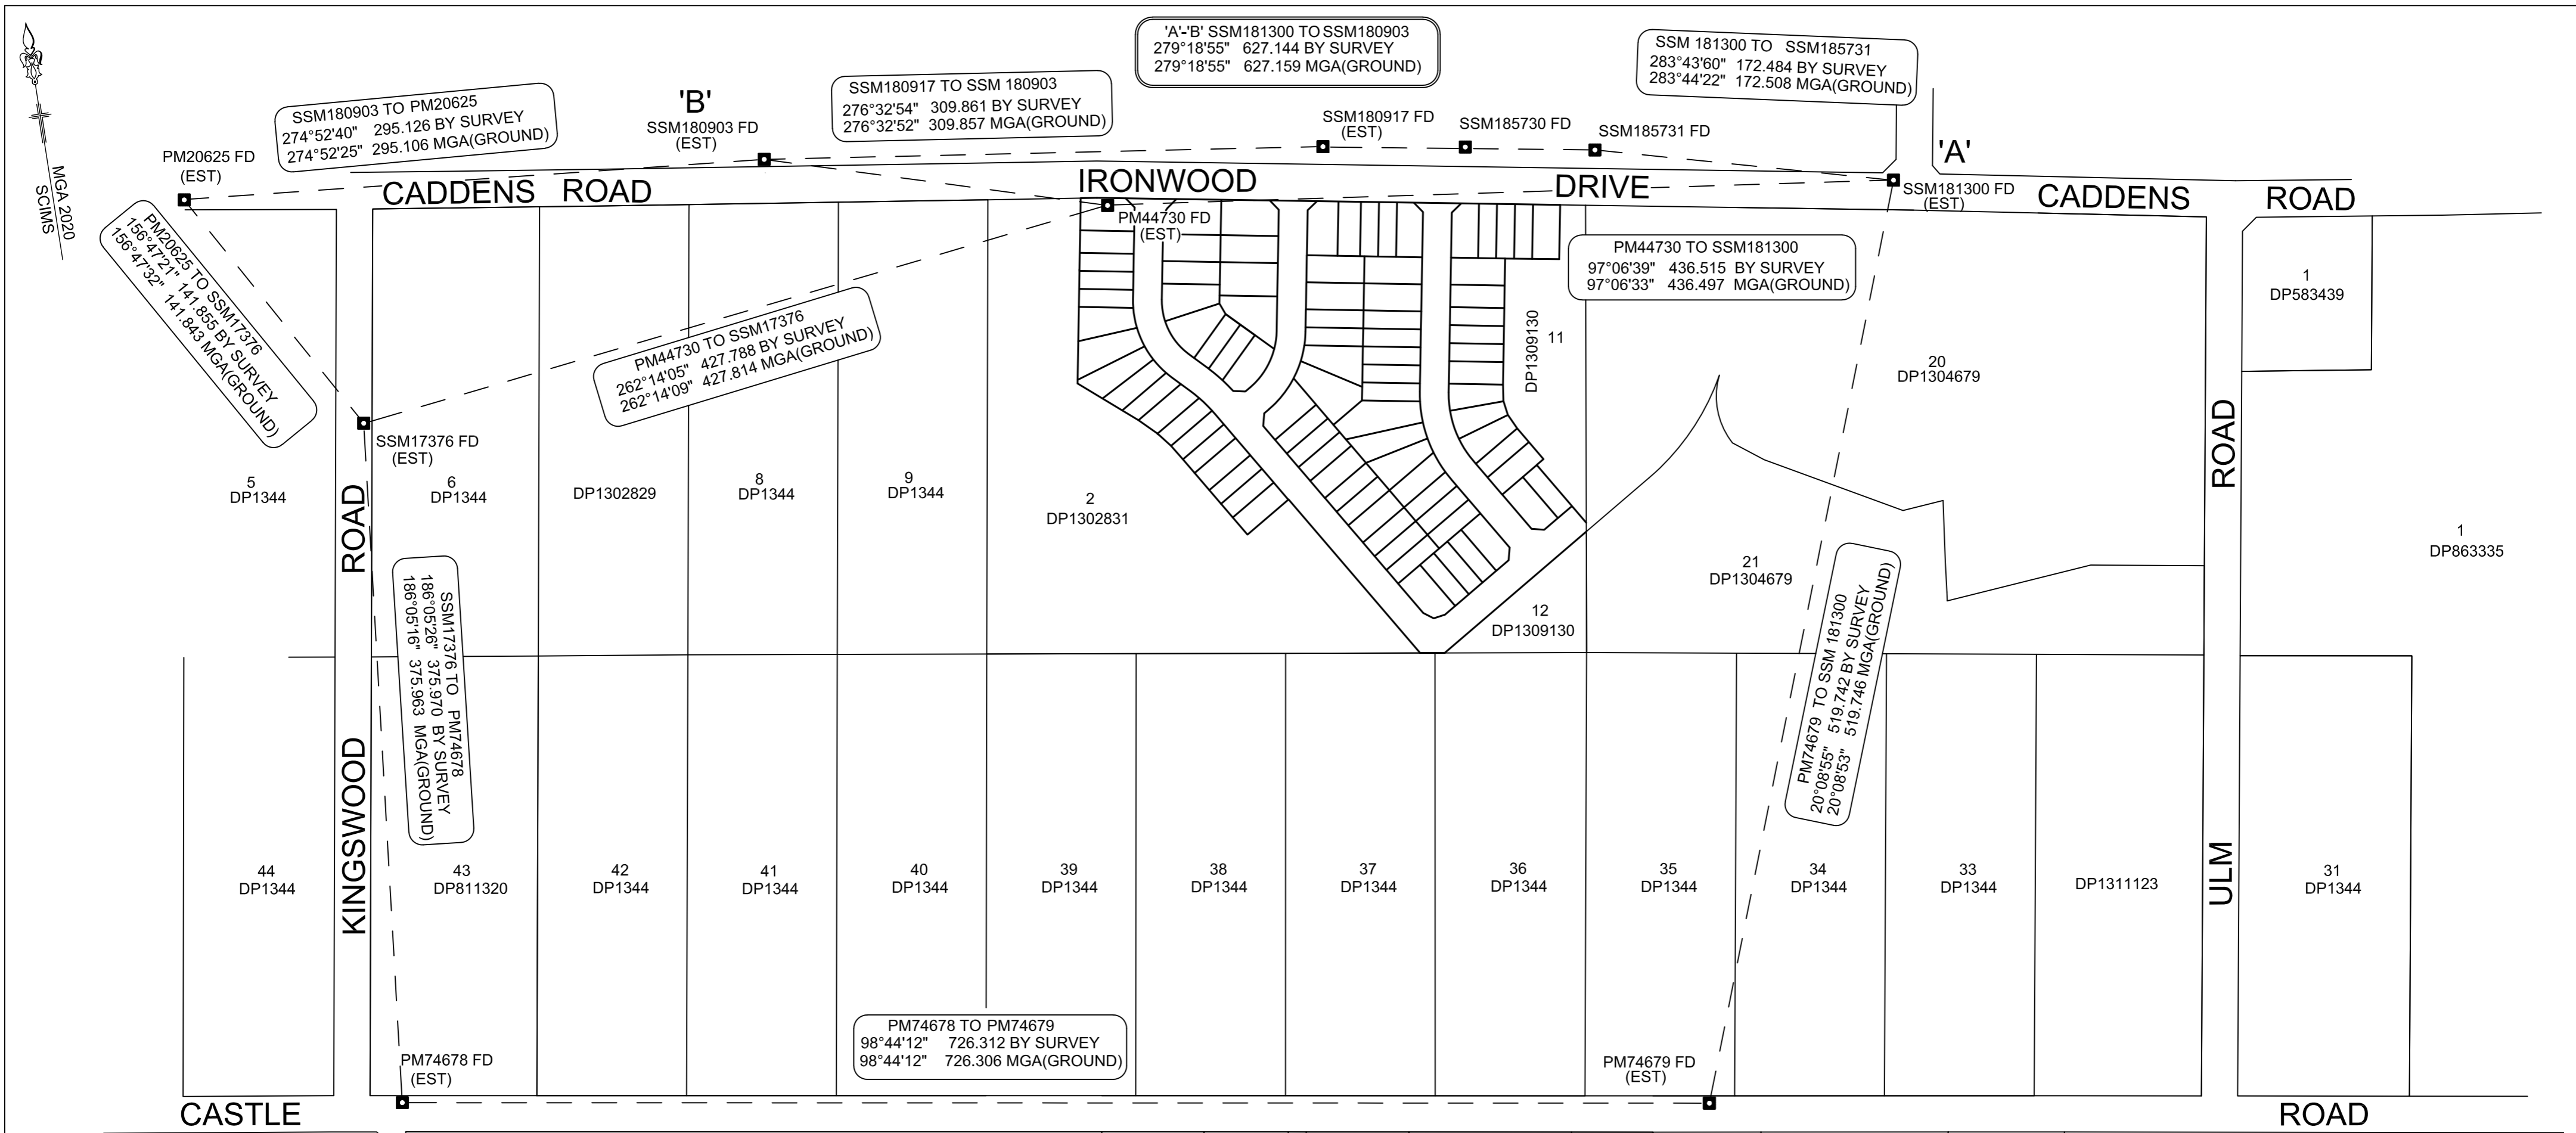 'A'-'B' SSM181300 TO SSM180903
279°18'55" 627.144 BY SURVEY
279°18'55" 627.159 MGA(GROUND)
SSM 181300 TO SSM185731
283°43'60" 172.484 BY SURVEY
283°44'22" 172.508 MGA(GROUND)
SSM180917 TO SSM 180903
276°32'54" 309.861 BY SURVEY
276°32'52" 309.857 MGA(GROUND)
SSM180903 TO PM20625
274°52'40" 295.126 BY SURVEY
274°52'25" 295.106 MGA(GROUND)
'B'
SSM180903 FD
(EST)
SSM180917 FD
(EST)
SSM185730 FD
SSM185731 FD
'A'
PM20625 FD
(EST)
MGA 2020
SCIMS
CADDENS ROAD
IRONWOOD DRIVE
SSM181300 FD
(EST)
CADDENS ROAD
PM44730 FD
(EST)
PM20625 TO SSM17376
156°47'21" 141.855 BY SURVEY
156°47'32" 141.843 MGA(GROUND)
PM44730 TO SSM181300
97°06'39" 436.515 BY SURVEY
97°06'33" 436.497 MGA(GROUND)
1
DP583439
PM44730 TO SSM17376
262°14'05" 427.788 BY SURVEY
262°14'09" 427.814 MGA(GROUND)
11
DP1309130
20
DP1304679
SSM17376 FD
(EST)
5
DP1344
6
DP1344
DP1302829
8
DP1344
9
DP1344
2
DP1302831
21
DP1304679
1
DP863335
12
DP1309130
KINGSWOOD ROAD
ULM ROAD
SSM17376 TO PM74678
186°05'26" 375.970 BY SURVEY
186°05'16" 375.963 MGA(GROUND)
PM74679 TO SSM 181300
20°08'55" 519.742 BY SURVEY
20°08'53" 519.746 MGA(GROUND)
44
DP1344
43
DP811320
42
DP1344
41
DP1344
40
DP1344
39
DP1344
38
DP1344
37
DP1344
36
DP1344
35
DP1344
34
DP1344
33
DP1344
DP1311123
31
DP1344
PM74678 TO PM74679
98°44'12" 726.312 BY SURVEY
98°44'12" 726.306 MGA(GROUND)
PM74678 FD
(EST)
PM74679 FD
(EST)
CASTLE ROAD